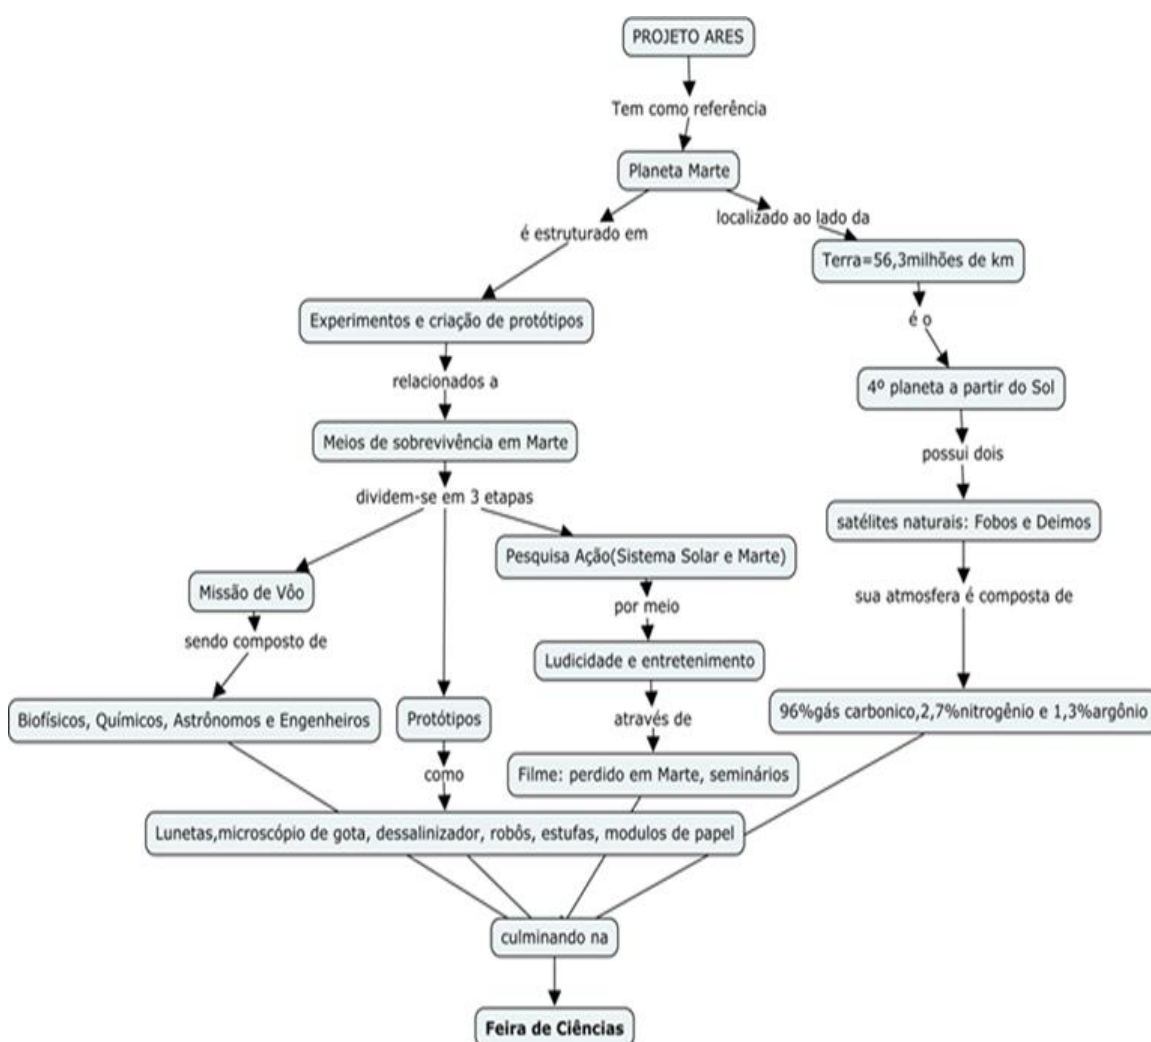 PROJETO ARES
Tem como referência
Planeta Marte
localizado ao lado da
é estruturado em
Terra=56,3milhões de km
Experimentos e criação de protótipos
é o
relacionados a
4º planeta a partir do Sol
Meios de sobrevivência em Marte
possui dois
dividem-se em 3 etapas
satélites naturais: Fobos e Deimos
Pesquisa Ação(Sistema Solar e Marte)
Missão de Vôo
por meio
sua atmosfera é composta de
sendo composto de
Ludicidade e entretenimento
Biofísicos, Químicos, Astrônomos e Engenheiros
Protótipos
através de
96%gás carbonico,2,7%nitrogênio e 1,3%argônio
como
Filme: perdido em Marte, seminários
Lunetas,microscópio de gota, dessalinizador, robôs, estufas, modulos de papel
culminando na
Feira de Ciências